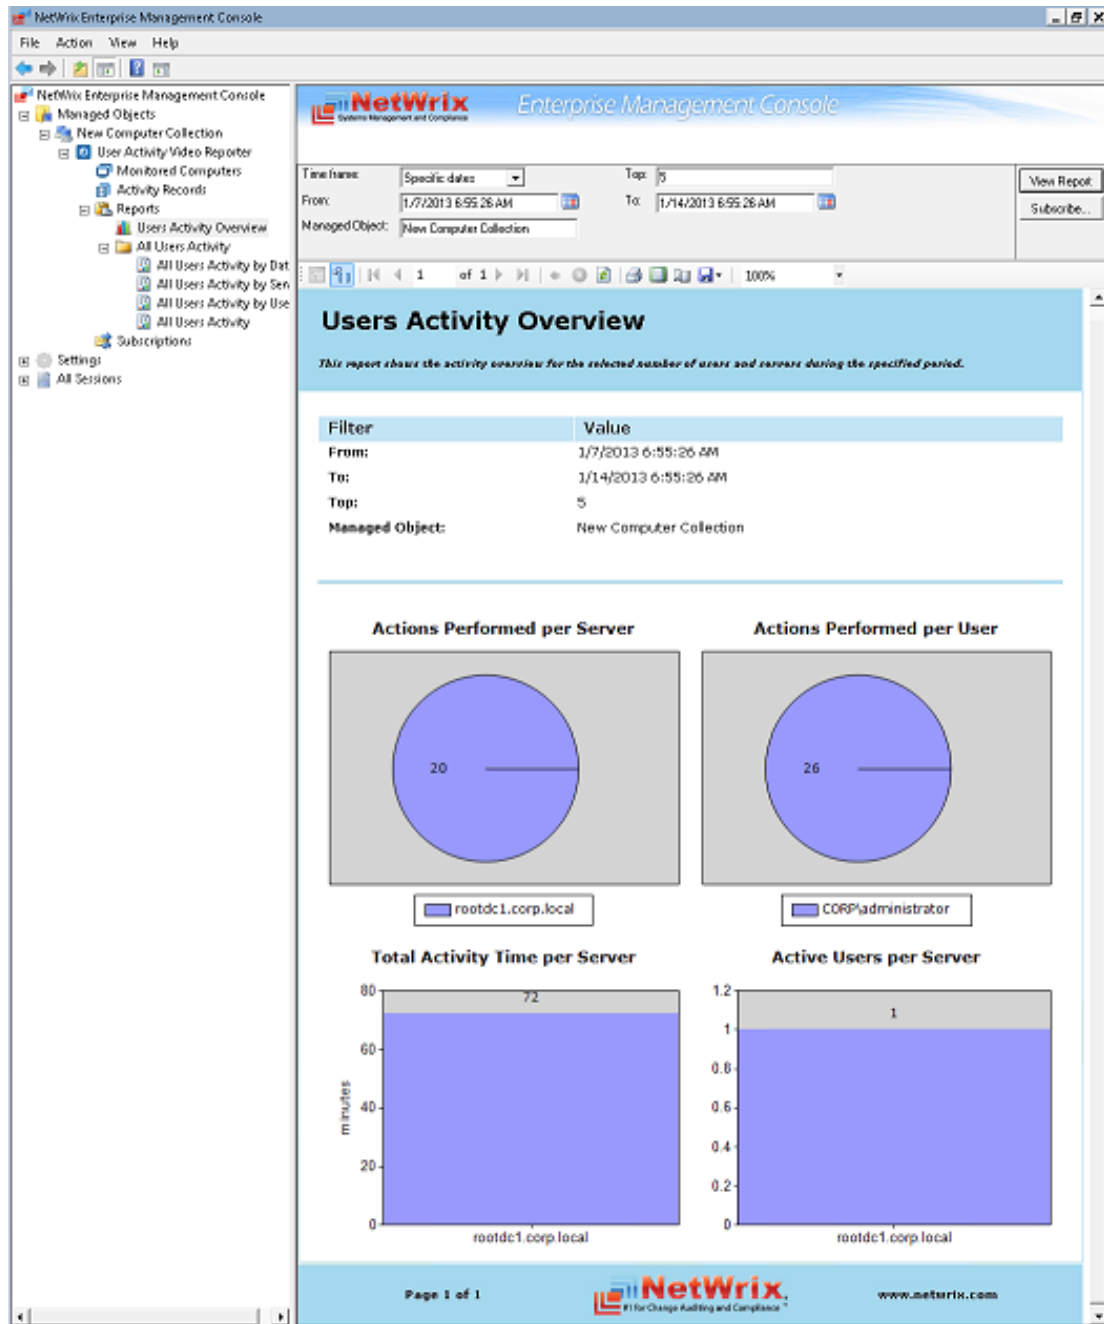 NetWrix Enterprise Management Console
File Action View Help
NetWrix Enterprise Management Console
Managed Objects
New Computer Collection
User Activity Video Reporter
Monitored Computers
Activity Records
Reports
Users Activity Overview
All Users Activity
All Users Activity by Dat
All Users Activity by Ser
All Users Activity by Use
All Users Activity
Subscriptions
Settings
All Sessions
NetWrix Enterprise Management Console
Systems Management and Compliance
Time frame: Specific dates Top: 5 View Report
From: 1/7/2013 6:55:26 AM To: 1/14/2013 6:55:26 AM Subscribe...
Managed Object: New Computer Collection
1 of 1 100%
Users Activity Overview
This report shows the activity overview for the selected number of users and servers during the specified period.
Filter Value
From: 1/7/2013 6:55:26 AM
To: 1/14/2013 6:55:26 AM
Top: 5
Managed Object: New Computer Collection
Actions Performed per Server
20
rootdc1.corp.local
Actions Performed per User
26
CORP\administrator
Total Activity Time per Server
80
60
40
20
0
minutes
72
rootdc1.corp.local
Active Users per Server
1.2
1
0.8
0.6
0.4
0.2
0
1
rootdc1.corp.local
Page 1 of 1
NetWrix
#1 for Change Auditing and Compliance
www.netwrix.com